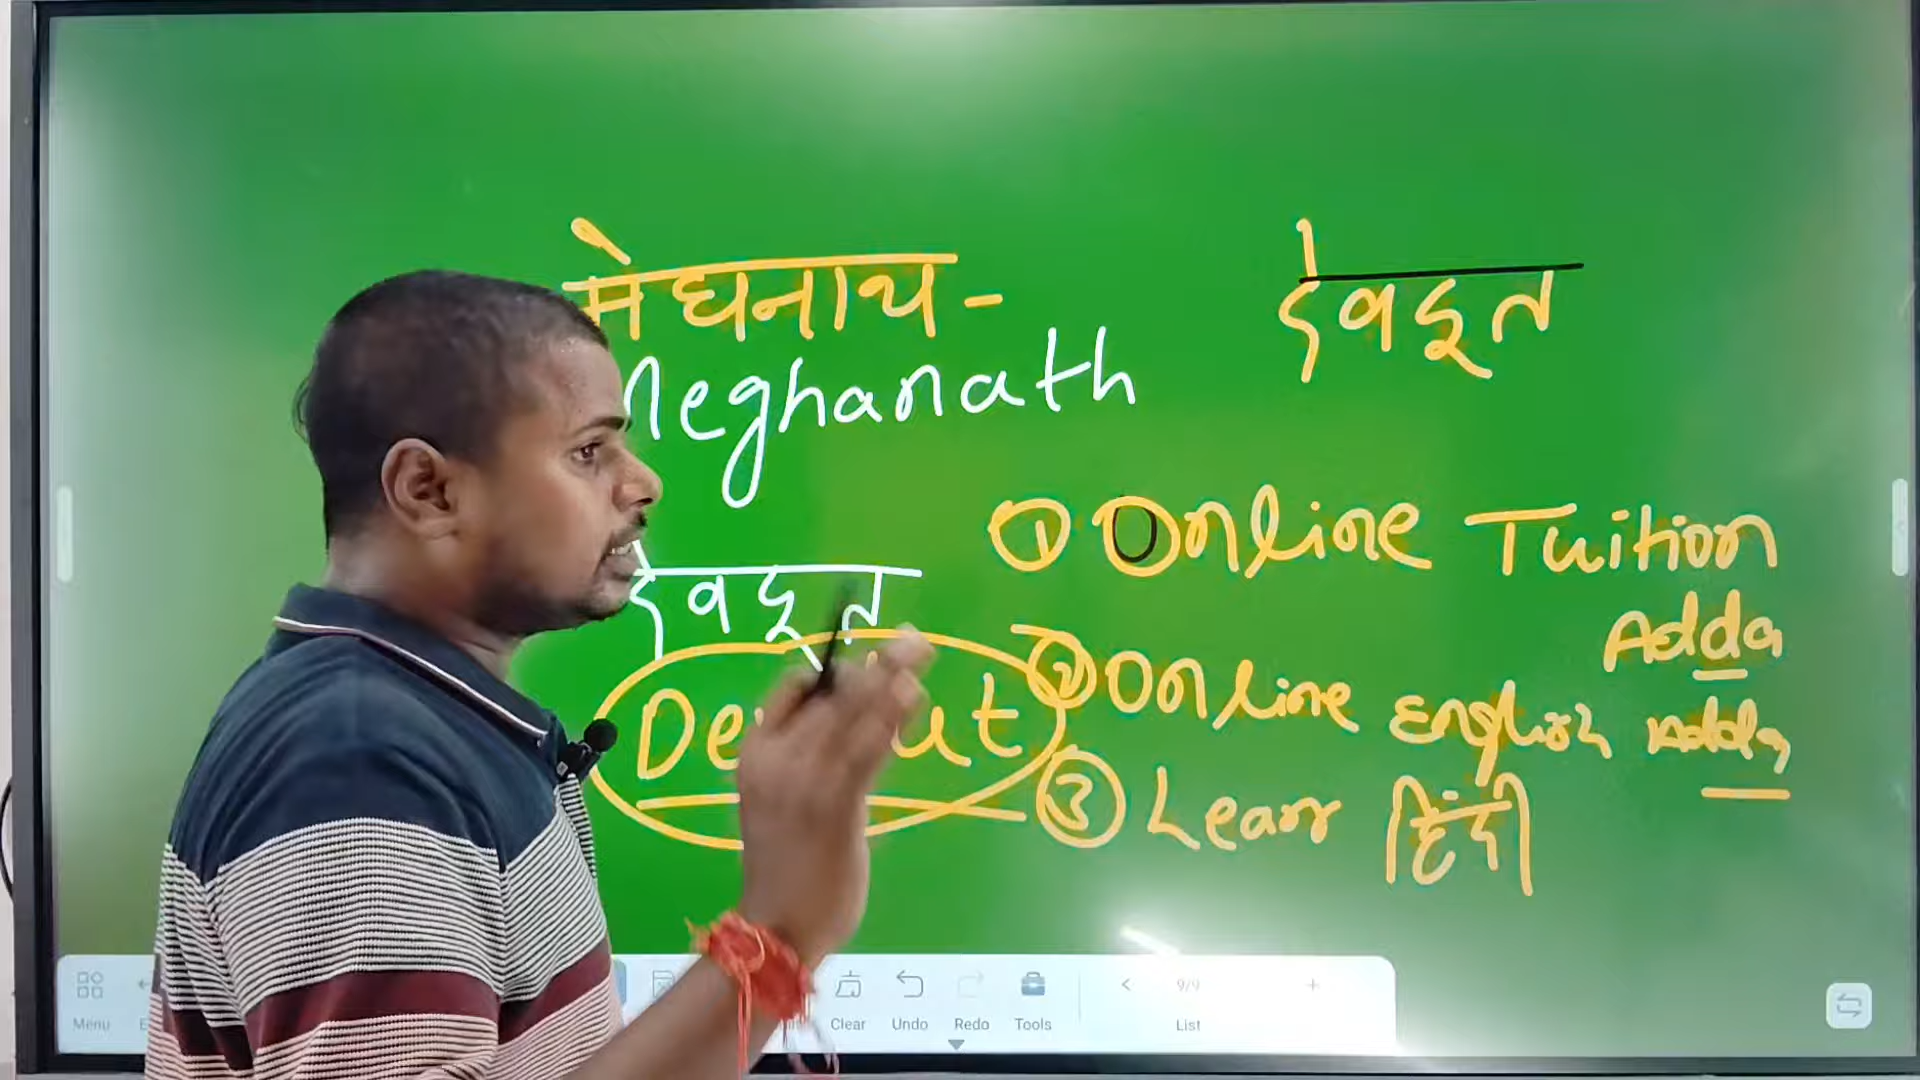 मेघनाथ -
देवदूत
Meghanath
① Online Tuition
Adda
देवदूत
② Online English Adda
③ Learn हिंदी
Menu
Clear
Undo
Redo
Tools
< 9/9 +
List